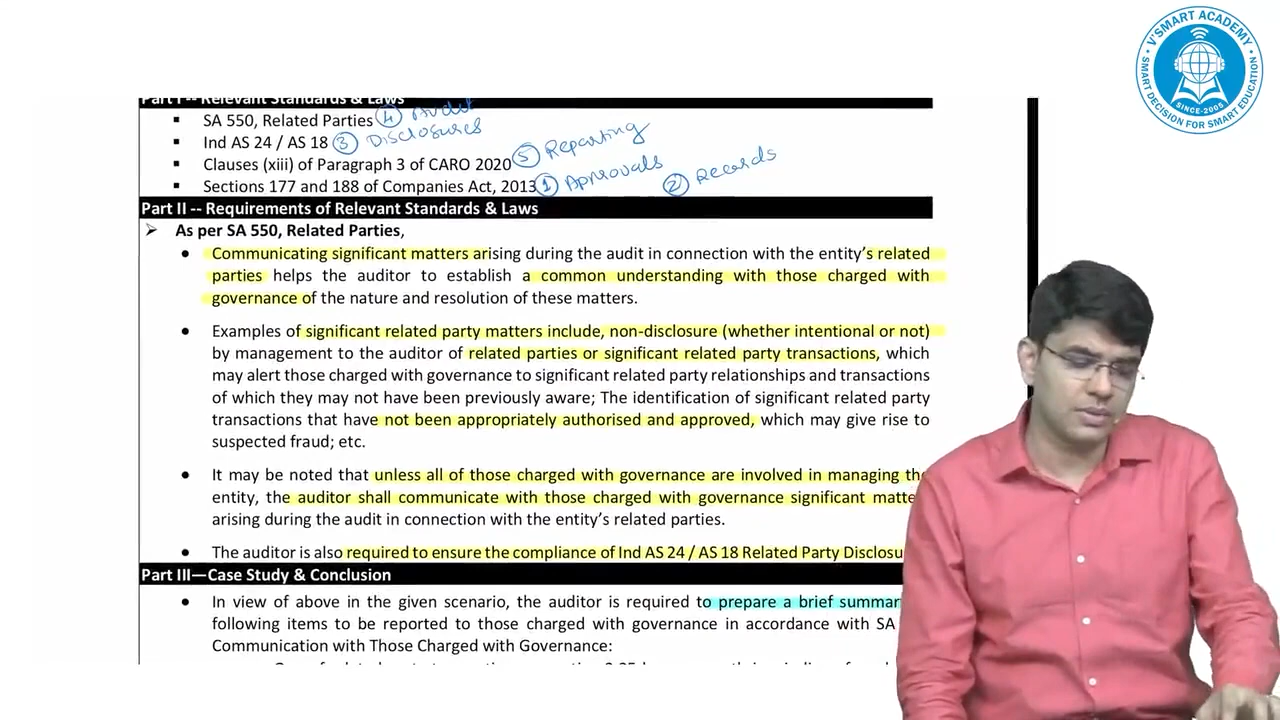 V'SMART ACADEMY
SINCE-2005
SMART DECISION FOR SMART EDUCATION
Part I -- Relevant Standards & Laws
▪ SA 550, Related Parties ④ Audit
▪ Ind AS 24 / AS 18 ③ Disclosures
▪ Clauses (xiii) of Paragraph 3 of CARO 2020 ⑤ Reporting
▪ Sections 177 and 188 of Companies Act, 2013 ① Approvals ② Records
Part II -- Requirements of Relevant Standards & Laws
➢ As per SA 550, Related Parties,
• Communicating significant matters arising during the audit in connection with the entity's related
parties helps the auditor to establish a common understanding with those charged with
governance of the nature and resolution of these matters.
• Examples of significant related party matters include, non-disclosure (whether intentional or not)
by management to the auditor of related parties or significant related party transactions, which
may alert those charged with governance to significant related party relationships and transactions
of which they may not have been previously aware; The identification of significant related party
transactions that have not been appropriately authorised and approved, which may give rise to
suspected fraud; etc.
• It may be noted that unless all of those charged with governance are involved in managing the
entity, the auditor shall communicate with those charged with governance significant matte
arising during the audit in connection with the entity's related parties.
• The auditor is also required to ensure the compliance of Ind AS 24 / AS 18 Related Party Disclosu
Part III—Case Study & Conclusion
• In view of above in the given scenario, the auditor is required to prepare a brief summar
following items to be reported to those charged with governance in accordance with SA
Communication with Those Charged with Governance: